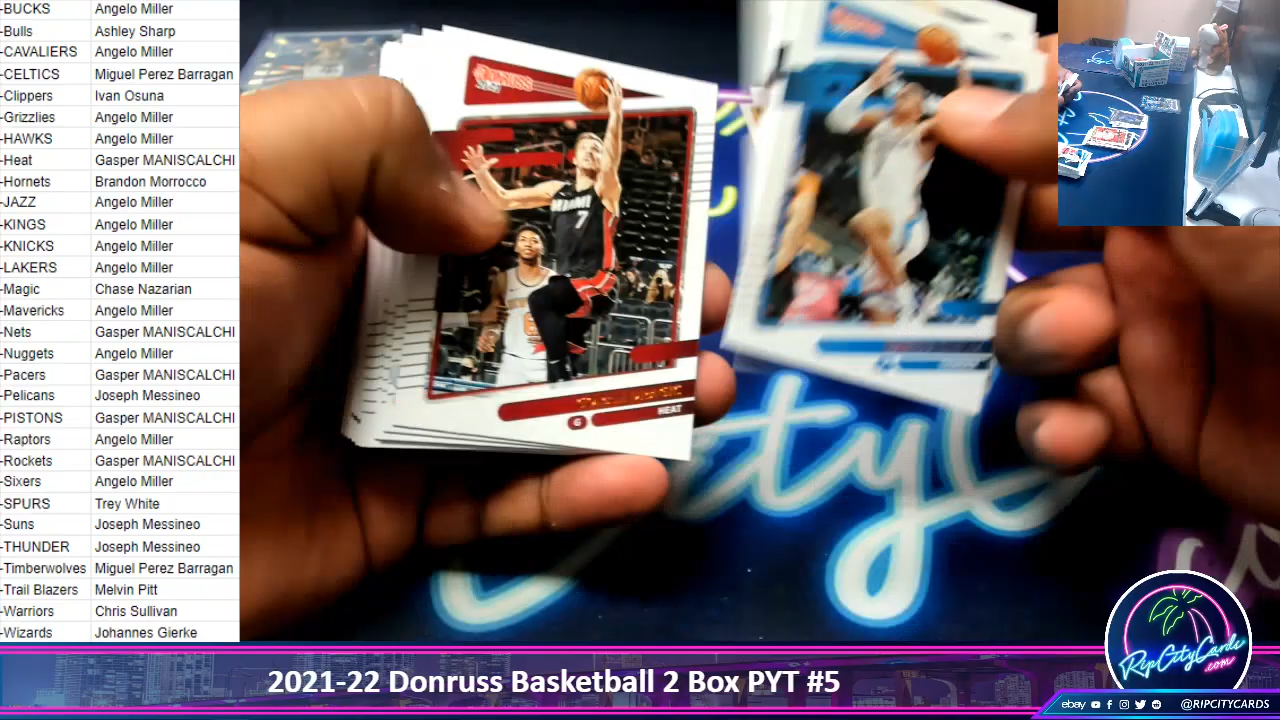 -BUCKS Angelo Miller
-Bulls Ashley Sharp
-CAVALIERS Angelo Miller
-CELTICS Miguel Perez Barragan
-Clippers Ivan Osuna
-Grizzlies Angelo Miller
-HAWKS Angelo Miller
-Heat Gasper MANISCALCHI
-Hornets Brandon Morrocco
-JAZZ Angelo Miller
-KINGS Angelo Miller
-KNICKS Angelo Miller
-LAKERS Angelo Miller
-Magic Chase Nazarian
-Mavericks Angelo Miller
-Nets Gasper MANISCALCHI
-Nuggets Angelo Miller
-Pacers Gasper MANISCALCHI
-Pelicans Joseph Messineo
-PISTONS Gasper MANISCALCHI
-Raptors Angelo Miller
-Rockets Gasper MANISCALCHI
-Sixers Angelo Miller
-SPURS Trey White
-Suns Joseph Messineo
-THUNDER Joseph Messineo
-Timberwolves Miguel Perez Barragan
-Trail Blazers Melvin Pitt
-Warriors Chris Sullivan
-Wizards Johannes Gierke
DONRUSS
MIAMI
7
G HEAT
ty
RipCityCards
.com
2021-22 Donruss Basketball 2 Box PYT #5
ebay @RIPCITYCARDS